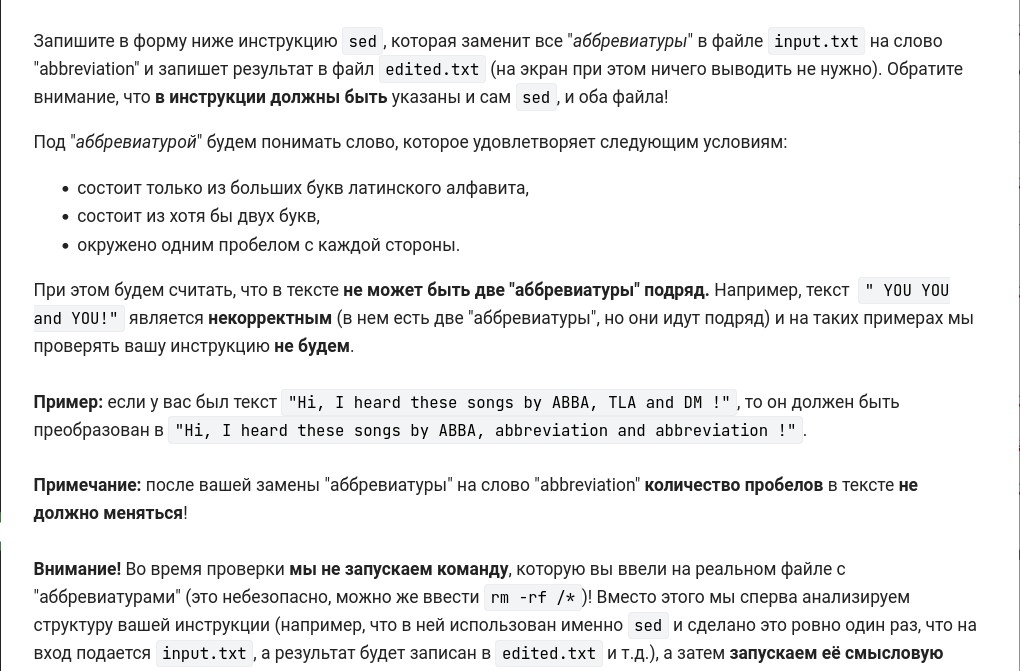 Запишите в форму ниже инструкцию sed, которая заменит все "аббревиатуры" в файле input.txt на слово
"abbreviation" и запишет результат в файл edited.txt (на экран при этом ничего выводить не нужно). Обратите
внимание, что в инструкции должны быть указаны и сам sed, и оба файла!
Под "аббревиатурой" будем понимать слово, которое удовлетворяет следующим условиям:
• состоит только из больших букв латинского алфавита,
• состоит из хотя бы двух букв,
• окружено одним пробелом с каждой стороны.
При этом будем считать, что в тексте не может быть две "аббревиатуры" подряд. Например, текст " YOU YOU
and YOU!" является некорректным (в нем есть две "аббревиатуры", но они идут подряд) и на таких примерах мы
проверять вашу инструкцию не будем.
Пример: если у вас был текст "Hi, I heard these songs by ABBA, TLA and DM !", то он должен быть
преобразован в "Hi, I heard these songs by ABBA, abbreviation and abbreviation !".
Примечание: после вашей замены "аббревиатуры" на слово "abbreviation" количество пробелов в тексте не
должно меняться!
Внимание! Во время проверки мы не запускаем команду, которую вы ввели на реальном файле с
"аббревиатурами" (это небезопасно, можно же ввести rm -rf /*)! Вместо этого мы сперва анализируем
структуру вашей инструкции (например, что в ней использован именно sed и сделано это ровно один раз, что на
вход подается input.txt, а результат будет записан в edited.txt и т.д.), а затем запускаем её смысловую